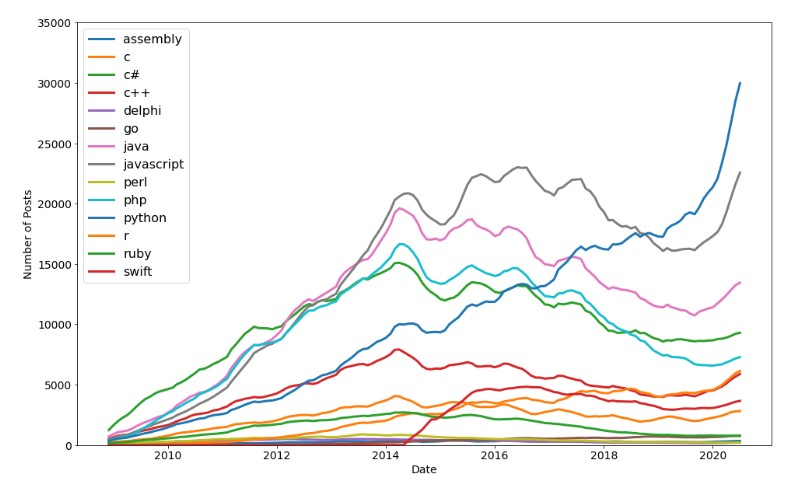 35000
30000
25000
20000
15000
10000
5000
0
Number of Posts
assembly
c
c#
c++
delphi
go
java
javascript
perl
php
python
r
ruby
swift
2010
2012
2014
2016
2018
2020
Date